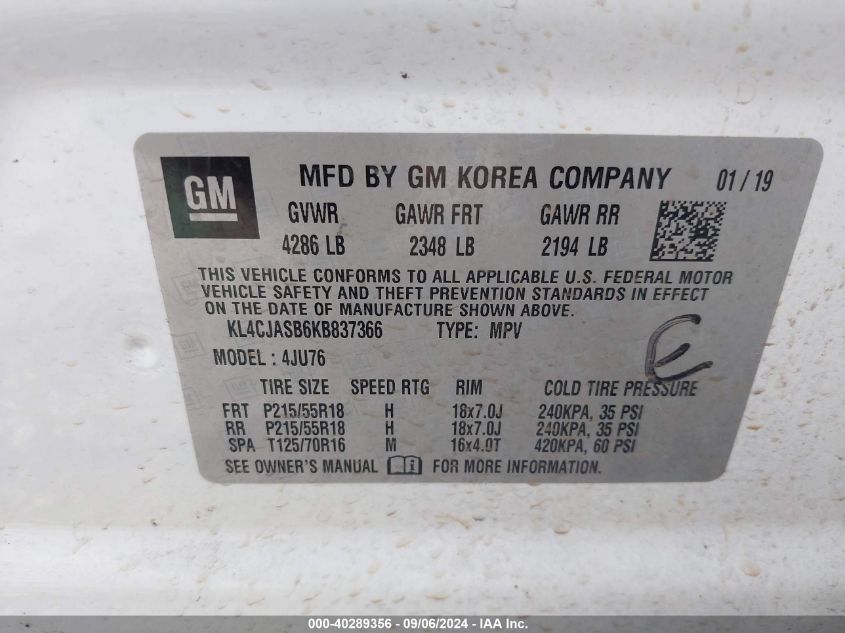 GM
MFD BY GM KOREA COMPANY 01 / 19
GVWR GAWR FRT GAWR RR
4286 LB 2348 LB 2194 LB
THIS VEHICLE CONFORMS TO ALL APPLICABLE U.S. FEDERAL MOTOR
VEHICLE SAFETY AND THEFT PREVENTION STANDARDS IN EFFECT
ON THE DATE OF MANUFACTURE SHOWN ABOVE.
KL4CJASB6KB837366 TYPE: MPV
MODEL : 4JU76
TIRE SIZE SPEED RTG RIM COLD TIRE PRESSURE
FRT P215/55R18 H 18x7.0J 240KPA, 35 PSI
RR P215/55R18 H 18x7.0J 240KPA, 35 PSI
SPA T125/70R16 M 16x4.0T 420KPA, 60 PSI
SEE OWNER'S MANUAL FOR MORE INFORMATION.
000-40289356 - 09/06/2024 - IAA Inc.